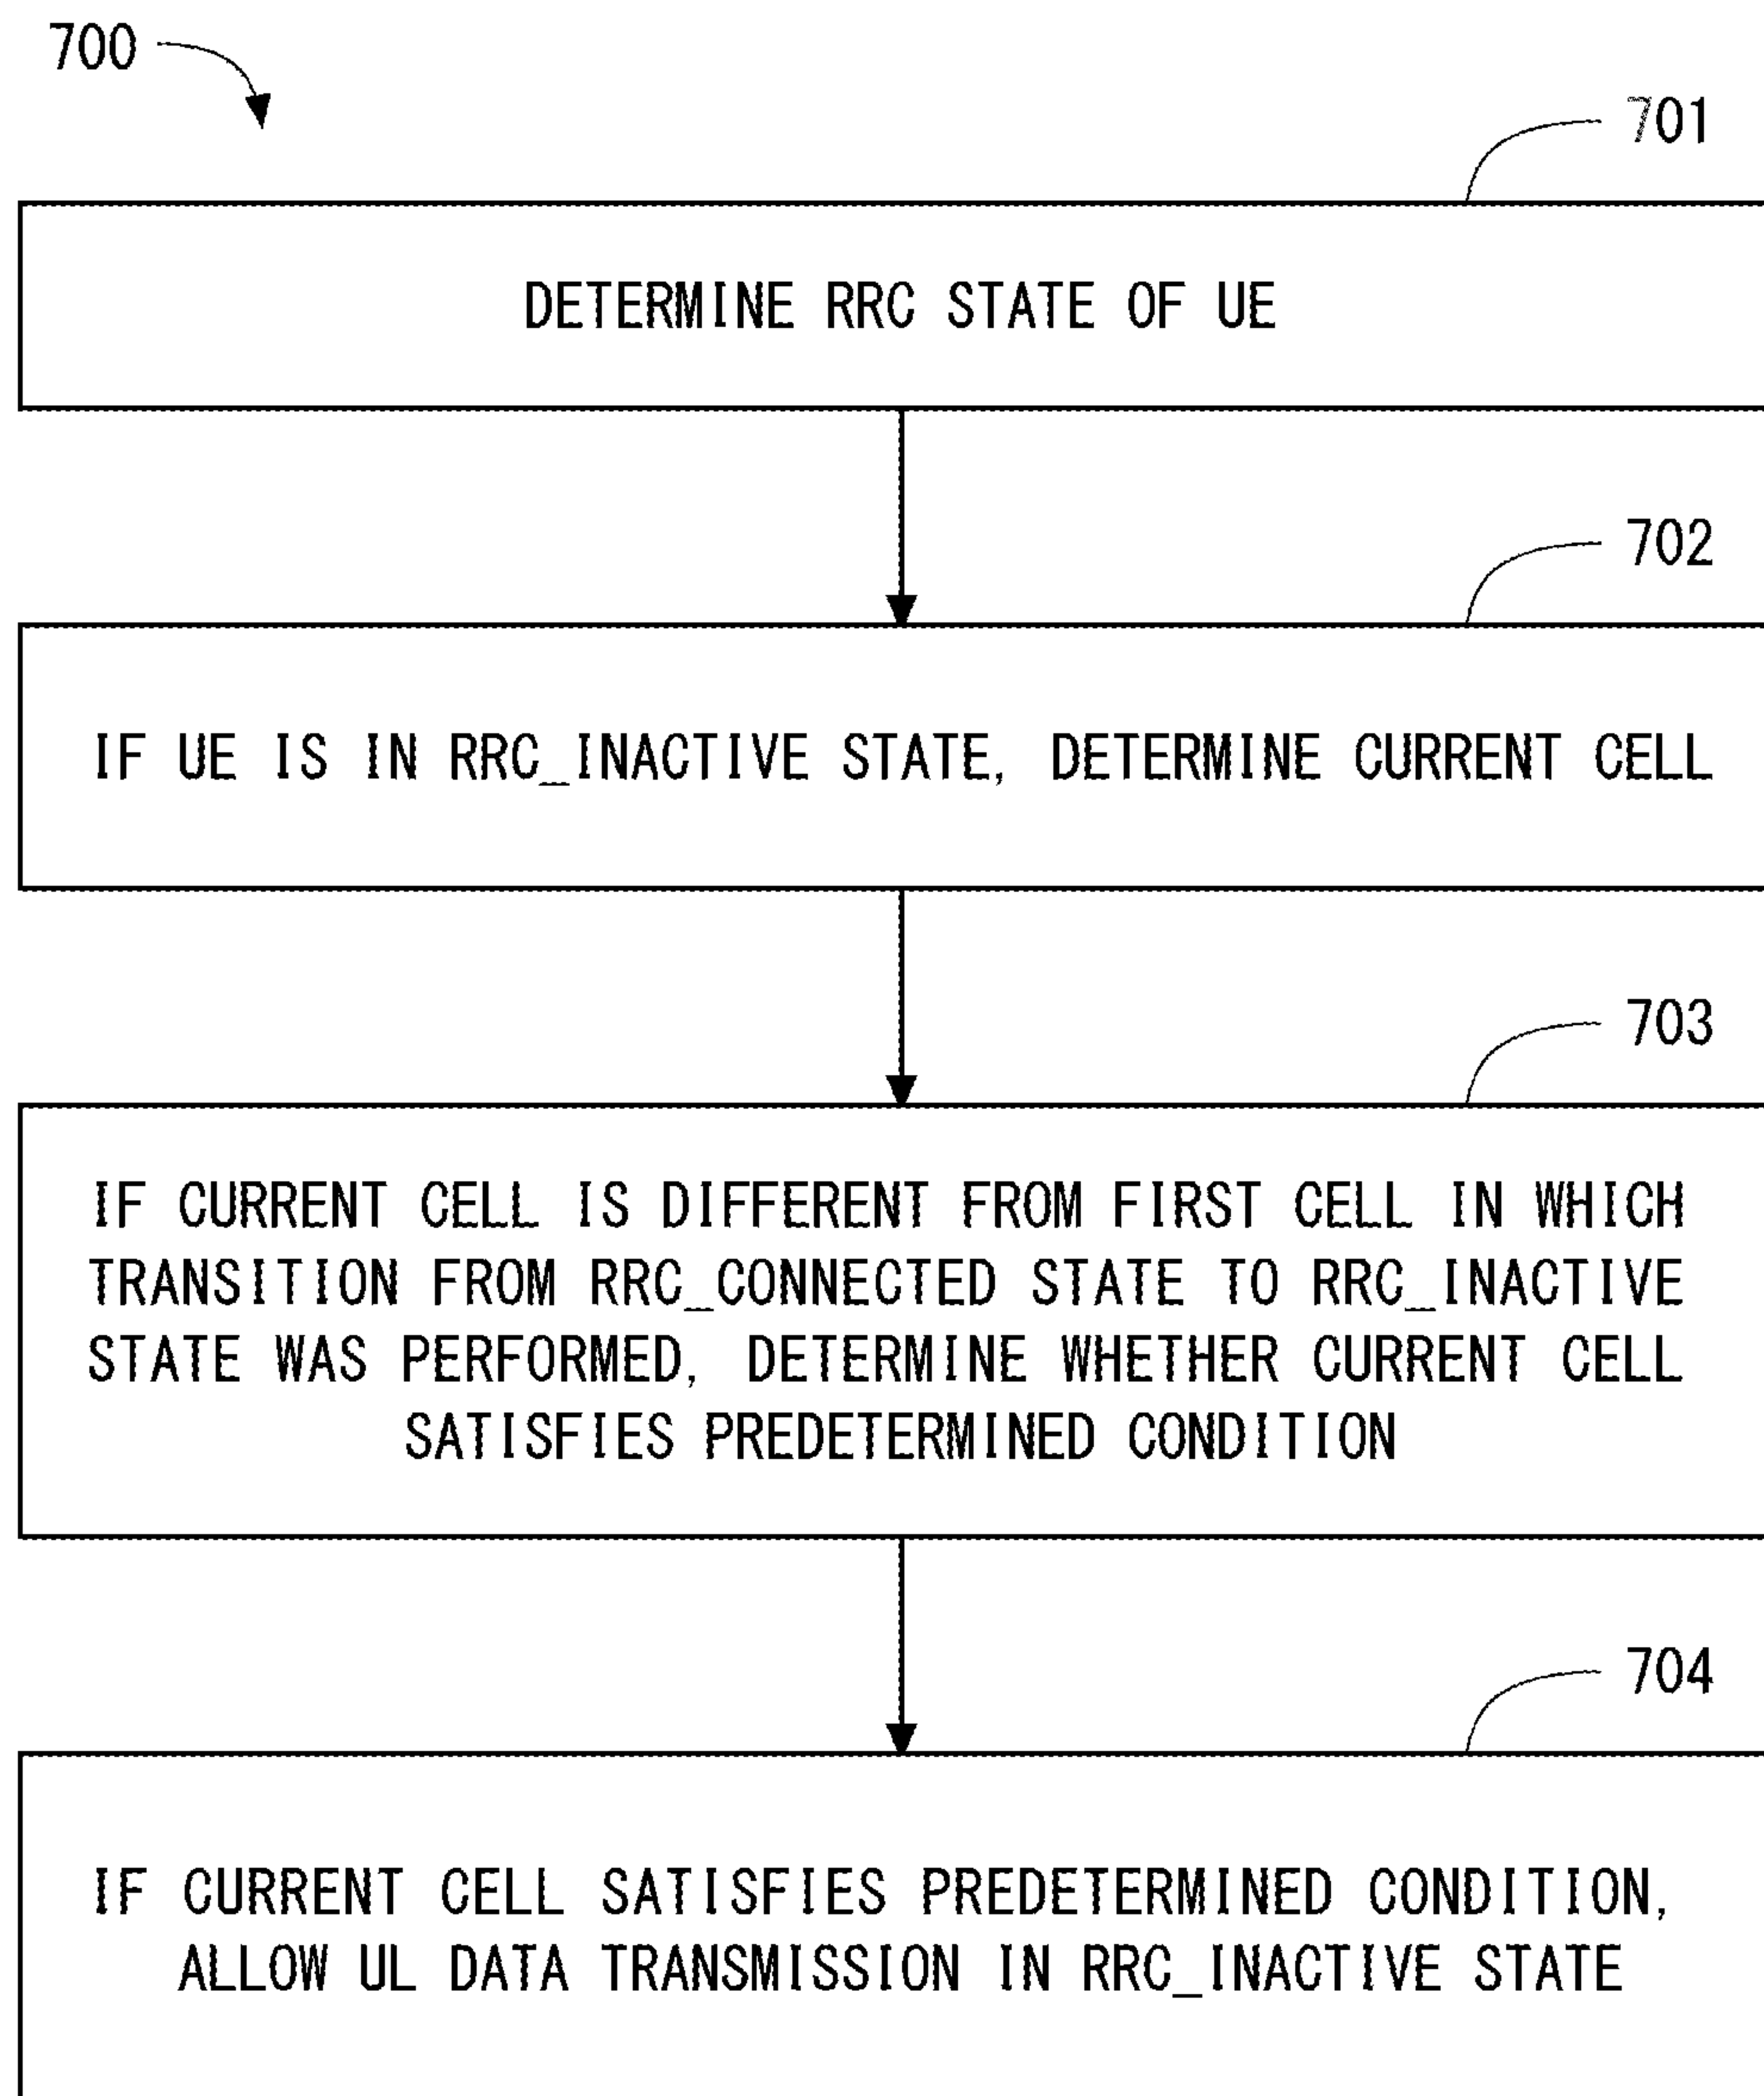 700
701
DETERMINE RRC STATE OF UE
702
IF UE IS IN RRC_INACTIVE STATE, DETERMINE CURRENT CELL
703
IF CURRENT CELL IS DIFFERENT FROM FIRST CELL IN WHICH
TRANSITION FROM RRC_CONNECTED STATE TO RRC_INACTIVE
STATE WAS PERFORMED, DETERMINE WHETHER CURRENT CELL
SATISFIES PREDETERMINED CONDITION
704
IF CURRENT CELL SATISFIES PREDETERMINED CONDITION,
ALLOW UL DATA TRANSMISSION IN RRC_INACTIVE STATE